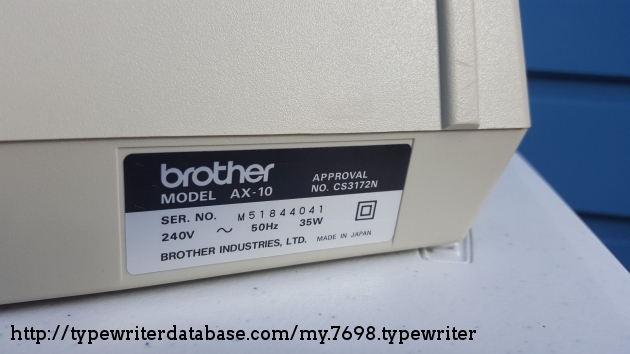 brother
MODEL AX-10
APPROVAL
NO. CS3172N
SER. NO. M51844041
240V ~ 50Hz 35W
BROTHER INDUSTRIES, LTD. MADE IN JAPAN
http://typewriterdatabase.com/my.7698.typewriter